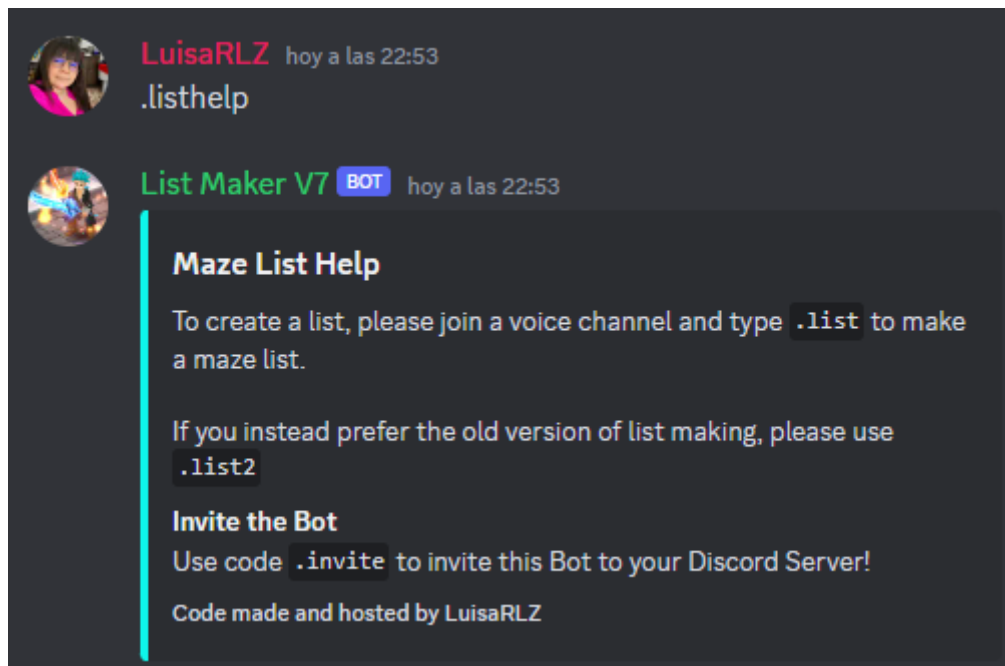 LuisaRLZ hoy a las 22:53
.listhelp
List Maker V7 BOT hoy a las 22:53
Maze List Help
To create a list, please join a voice channel and type .list to make
a maze list.
If you instead prefer the old version of list making, please use
.list2
Invite the Bot
Use code .invite to invite this Bot to your Discord Server!
Code made and hosted by LuisaRLZ